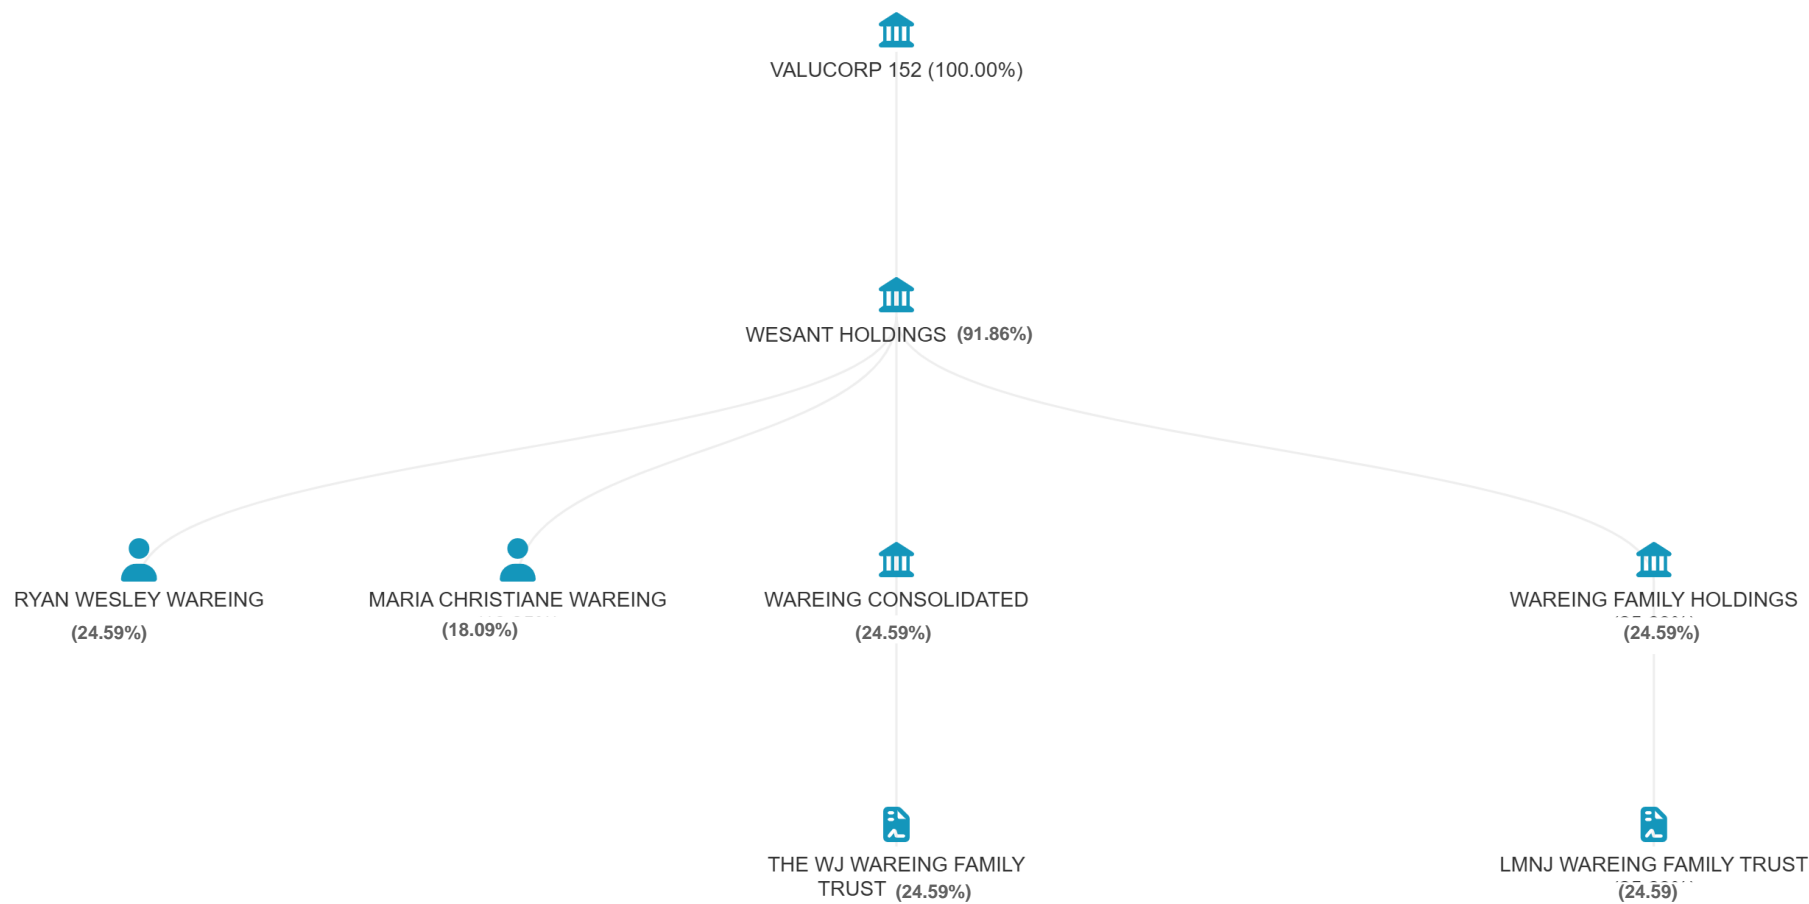 VALUCORP 152 (100.00%)
WESANT HOLDINGS (91.86%)
RYAN WESLEY WAREING
(24.59%)
MARIA CHRISTIANE WAREING
(18.09%)
WAREING CONSOLIDATED
(24.59%)
WAREING FAMILY HOLDINGS
(24.59%)
THE WJ WAREING FAMILY
TRUST (24.59%)
LMNJ WAREING FAMILY TRUST
(24.59)